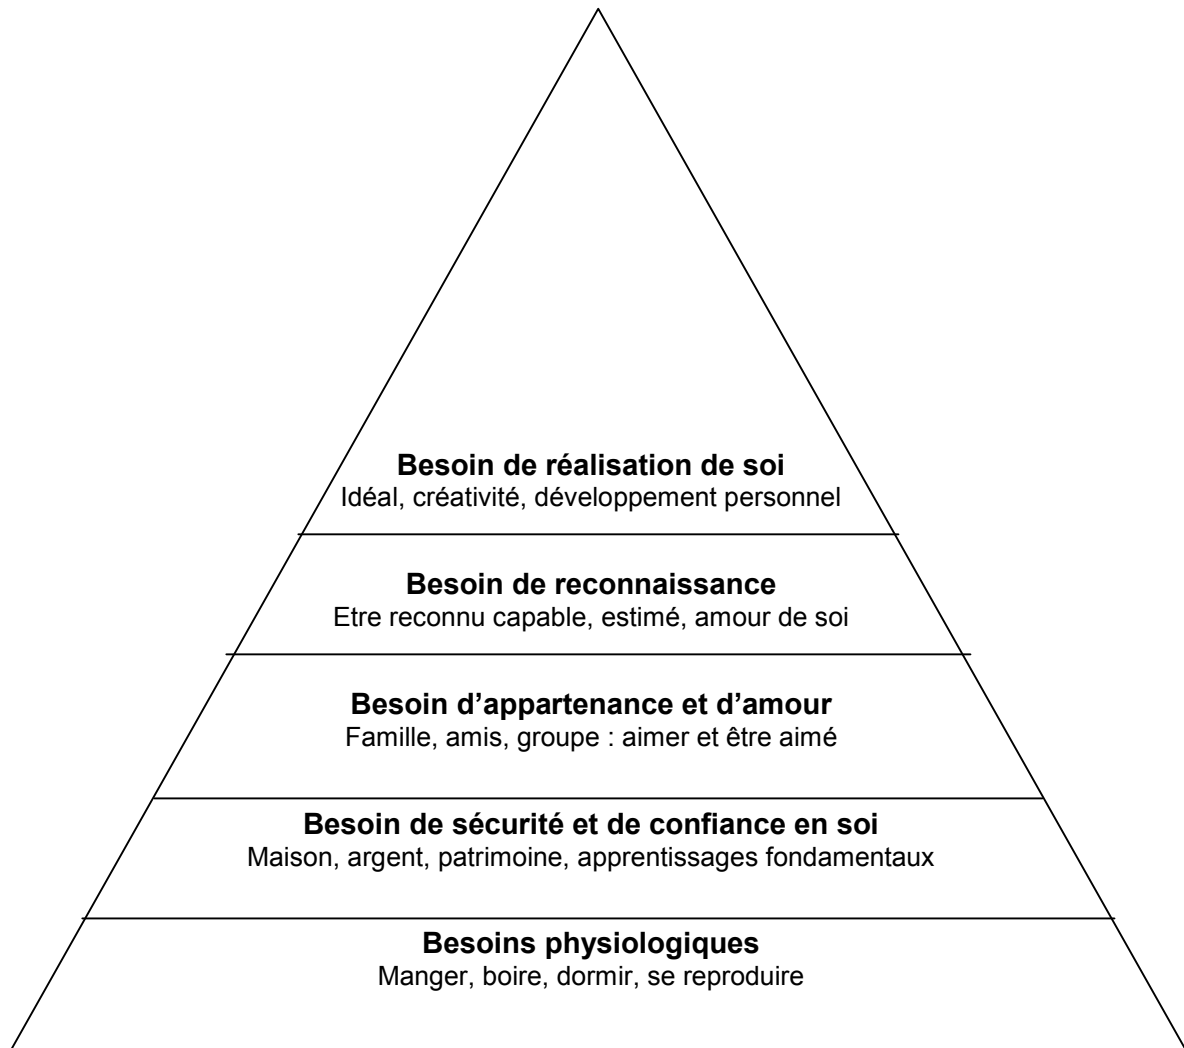 Besoin de réalisation de soi
Idéal, créativité, développement personnel
Besoin de reconnaissance
Etre reconnu capable, estimé, amour de soi
Besoin d’appartenance et d’amour
Famille, amis, groupe : aimer et être aimé
Besoin de sécurité et de confiance en soi
Maison, argent, patrimoine, apprentissages fondamentaux
Besoins physiologiques
Manger, boire, dormir, se reproduire